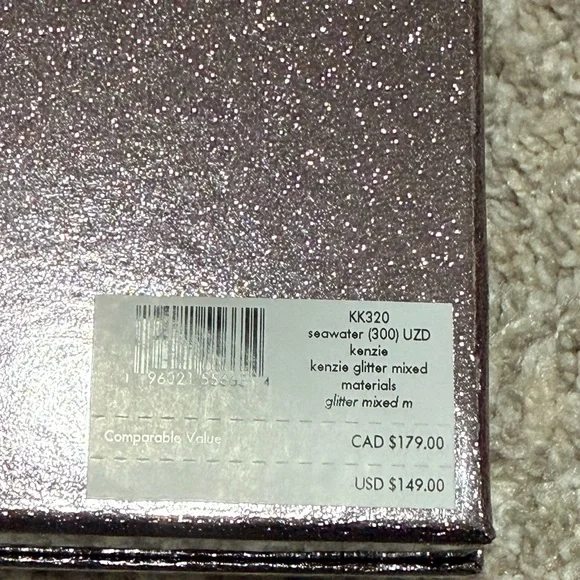 KK320
seawater (300) UZD
kenzie
kenzie glitter mixed
materials
glitter mixed m
Comparable Value
CAD $179.00
USD $149.00